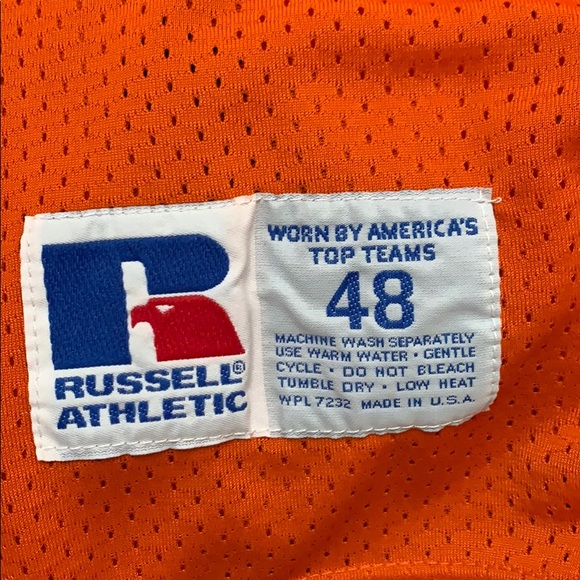 RUSSELL®
ATHLETIC
WORN BY AMERICA'S
TOP TEAMS
48
MACHINE WASH SEPARATELY
USE WARM WATER · GENTLE
CYCLE · DO NOT BLEACH
TUMBLE DRY · LOW HEAT
WPL 7232 MADE IN U.S.A.